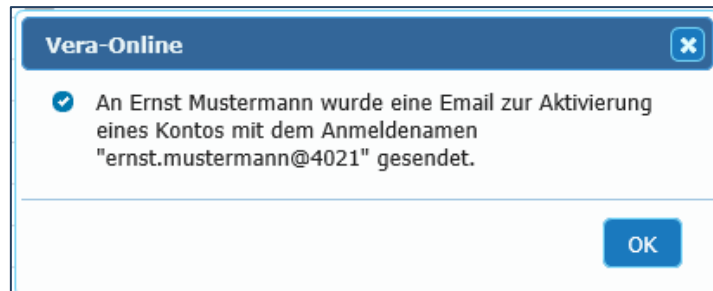 Vera-Online
An Ernst Mustermann wurde eine Email zur Aktivierung
eines Kontos mit dem Anmeldenamen
"ernst.mustermann@4021" gesendet.
OK